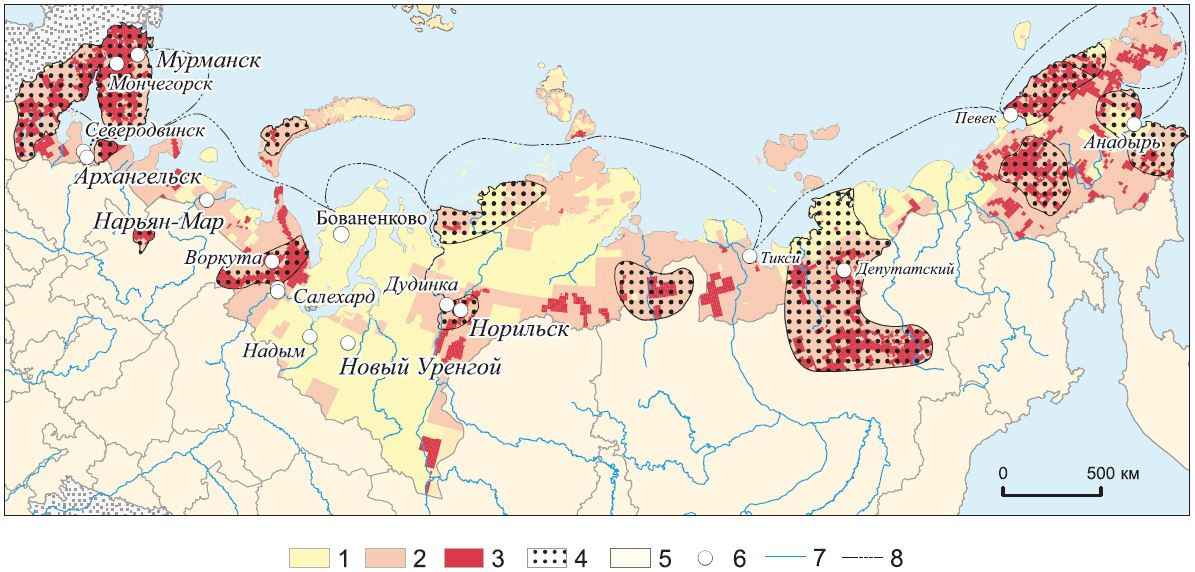 Мурманск
Мончегорск
Северодвинск
Архангельск
Нарьян-Мар
Воркута
Салехард
Надым
Новый Уренгой
Бованенково
Дудинка
Норильск
Тикси
Депутатский
Певек
Анадырь
0 500 км
1 2 3 4 5 6 7 8